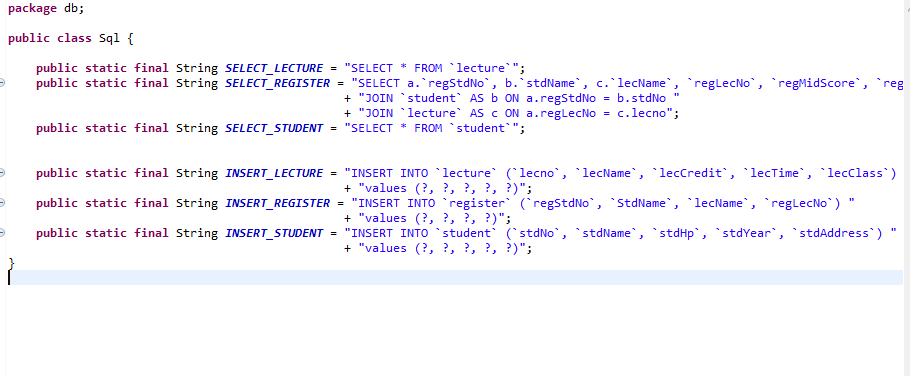 package db;
public class Sql {
public static final String SELECT_LECTURE = "SELECT * FROM `lecture`";
public static final String SELECT_REGISTER = "SELECT a.`regStdNo`, b.`stdName`, c.`lecName`, `regLecNo`, `regMidScore`, `reg
+ "JOIN `student` AS b ON a.regStdNo = b.stdNo "
+ "JOIN `lecture` AS c ON a.regLecNo = c.lecno";
public static final String SELECT_STUDENT = "SELECT * FROM `student`";
public static final String INSERT_LECTURE = "INSERT INTO `lecture` (`lecno`, `lecName`, `lecCredit`, `lecTime`, `lecClass`)
+ "values (?, ?, ?, ?, ?)";
public static final String INSERT_REGISTER = "INSERT INTO `register` (`regStdNo`, `StdName`, `lecName`, `regLecNo`) "
+ "values (?, ?, ?, ?)";
public static final String INSERT_STUDENT = "INSERT INTO `student` (`stdNo`, `stdName`, `stdHp`, `stdYear`, `stdAddress`) "
+ "values (?, ?, ?, ?, ?)";
}